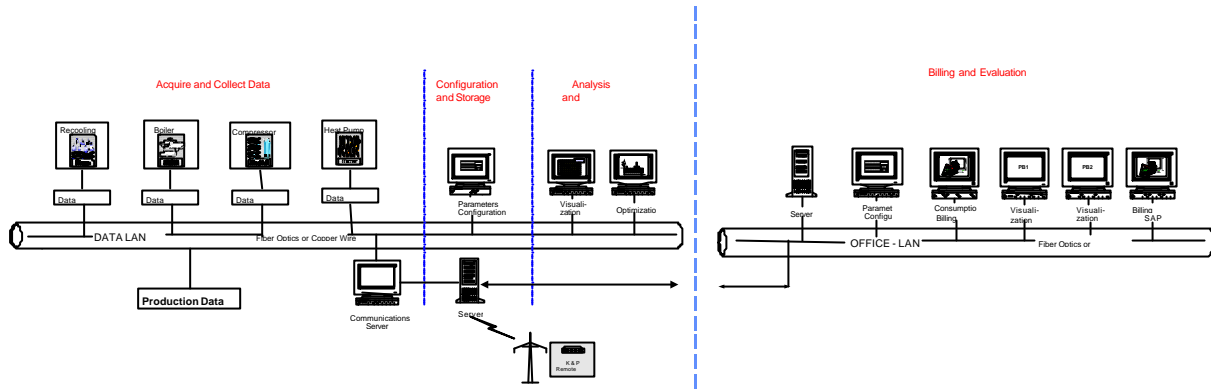 Acquire and Collect Data
Configuration
and Storage
Analysis
and
Billing and Evaluation
Recooling
Boiler
Compressor
Heat Pump
Data
Data
Data
Data
Parameters
Configuration
Visuali-
zation
Optimizatio
DATA LAN
Fiber Optics or Copper Wire
Production Data
Communications
Server
Server
K & P
Remote
Server
Paramet
Configu
Consumptio
Billing
PB1
Visuali-
zation
PB2
Visuali-
zation
Billing
SAP
OFFICE - LAN
Fiber Optics or